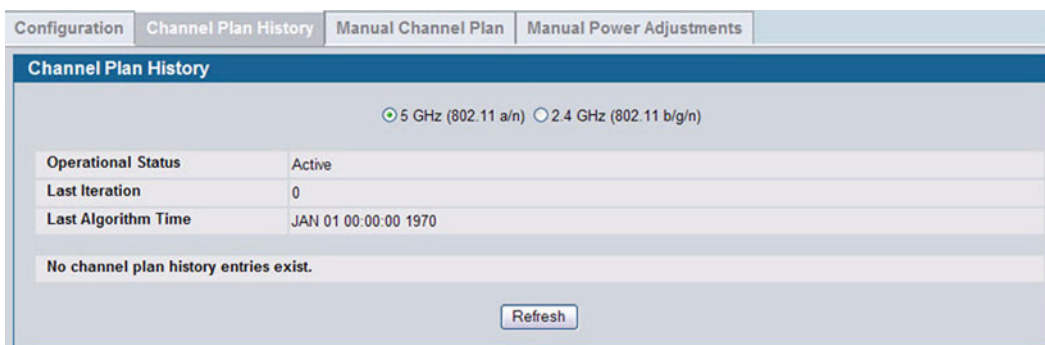 Configuration Channel Plan History Manual Channel Plan Manual Power Adjustments
Channel Plan History
5 GHz (802.11 a/n) 2.4 GHz (802.11 b/g/n)
Operational Status Active
Last Iteration 0
Last Algorithm Time JAN 01 00:00:00 1970
No channel plan history entries exist.
Refresh